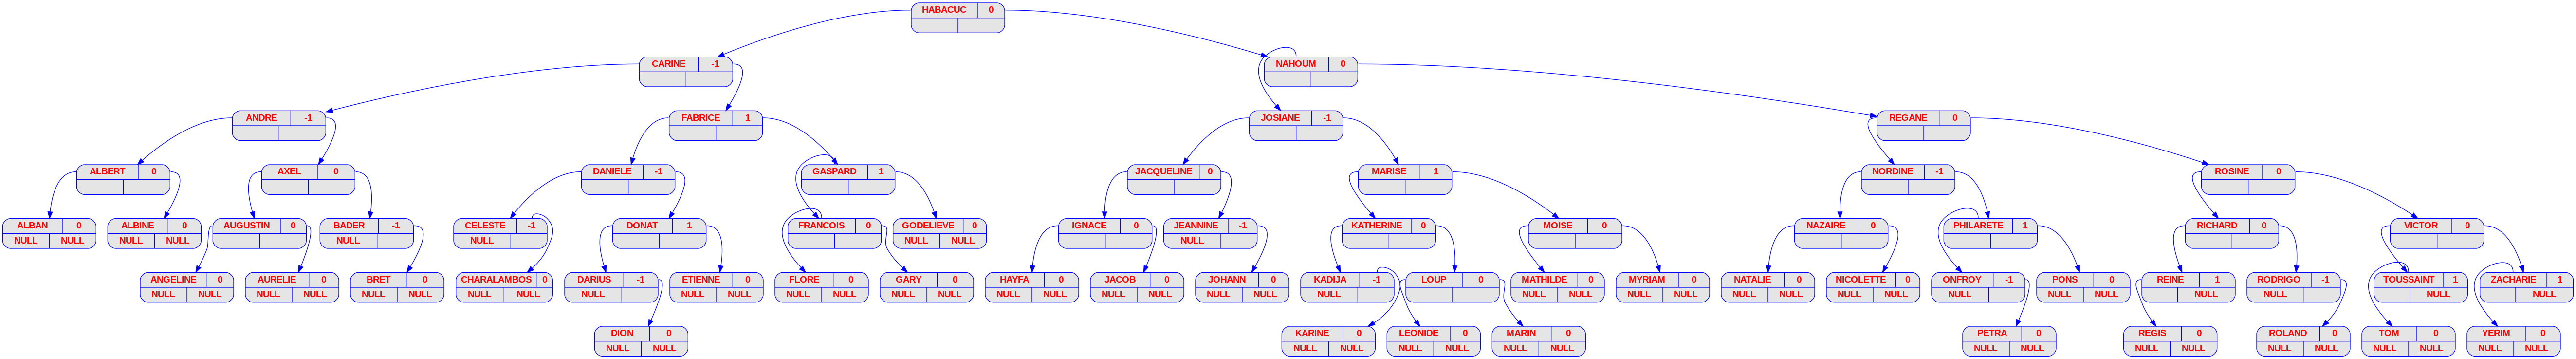 HABACUC 0
CARINE -1
NAHOUM 0
ANDRE -1
FABRICE 1
JOSIANE -1
REGANE 0
ALBERT 0
AXEL 0
DANIELE -1
GASPARD 1
JACQUELINE 0
MARISE 1
NORDINE -1
ROSINE 0
ALBAN 0
NULL NULL
ALBINE 0
NULL NULL
AUGUSTIN 0
BADER -1
NULL
CELESTE -1
NULL
DONAT 1
FRANCOIS 0
GODELIEVE 0
NULL NULL
IGNACE 0
JEANNINE -1
NULL
KATHERINE 0
MOISE 0
NAZAIRE 0
PHILARETE 1
RICHARD 0
VICTOR 0
ANGELINE 0
NULL NULL
AURELIE 0
NULL NULL
BRET 0
NULL NULL
CHARALAMBOS 0
NULL NULL
DARIUS -1
NULL
ETIENNE 0
NULL NULL
FLORE 0
NULL NULL
GARY 0
NULL NULL
HAYFA 0
NULL NULL
JACOB 0
NULL NULL
JOHANN 0
NULL NULL
KADIJA -1
NULL
LOUP 0
MATHILDE 0
NULL NULL
MYRIAM 0
NULL NULL
NATALIE 0
NULL NULL
NICOLETTE 0
NULL NULL
ONFROY -1
NULL
PONS 0
NULL NULL
REINE 1
NULL
RODRIGO -1
NULL
TOUSSAINT 1
NULL
ZACHARIE 1
NULL
DION 0
NULL NULL
KARINE 0
NULL NULL
LEONIDE 0
NULL NULL
MARIN 0
NULL NULL
PETRA 0
NULL NULL
REGIS 0
NULL NULL
ROLAND 0
NULL NULL
TOM 0
NULL NULL
YERIM 0
NULL NULL